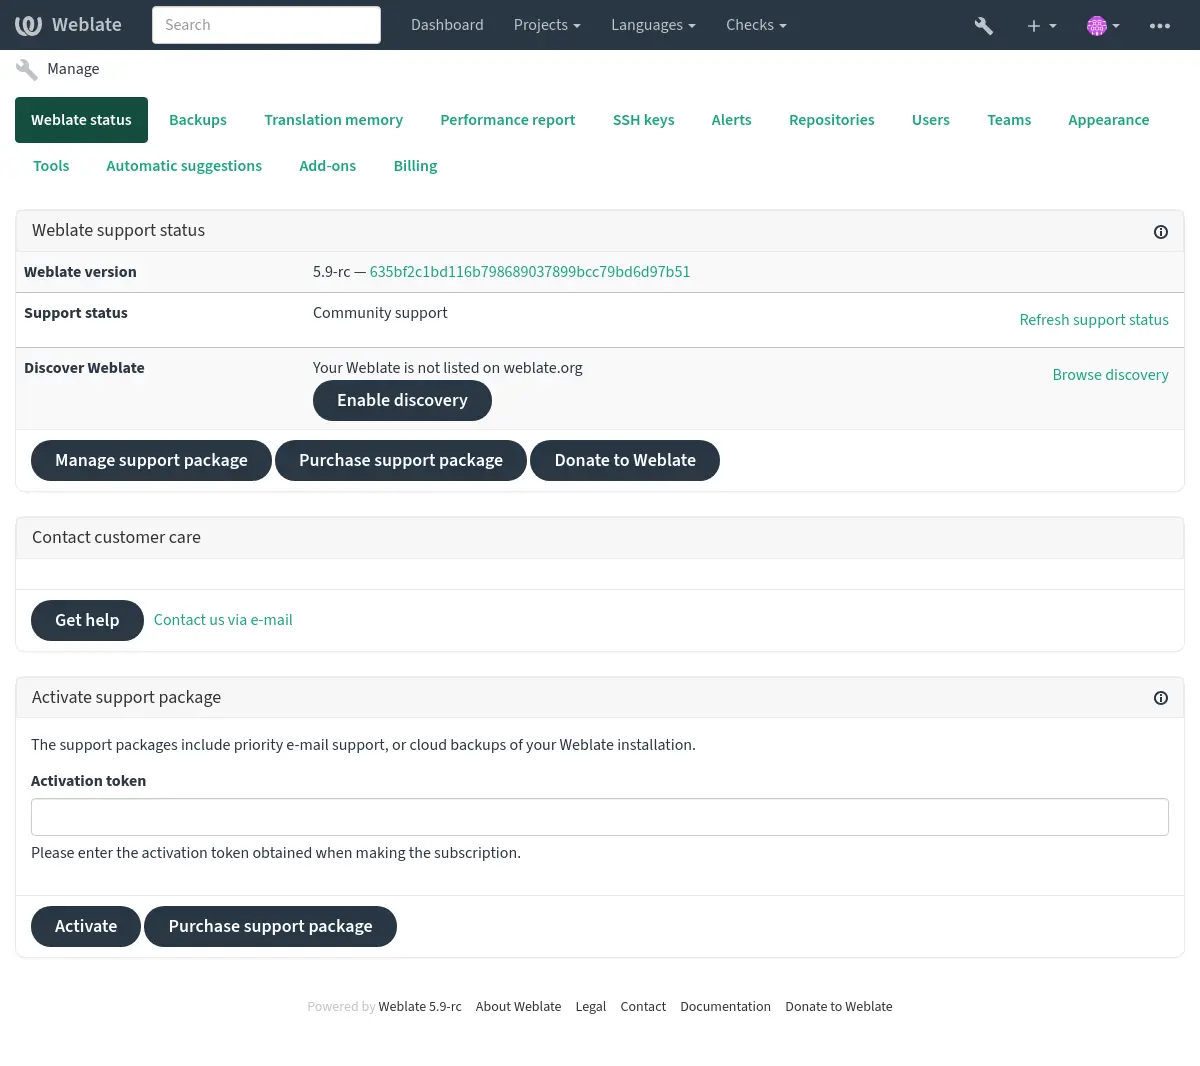 Weblate Search Dashboard Projects Languages Checks
Manage
Weblate status Backups Translation memory Performance report SSH keys Alerts Repositories Users Teams Appearance
Tools Automatic suggestions Add-ons Billing
Weblate support status
Weblate version 5.9-rc — 635bf2c1bd116b798689037899bcc79bd6d97b51
Support status Community support Refresh support status
Discover Weblate Your Weblate is not listed on weblate.org Browse discovery
Enable discovery
Manage support package Purchase support package Donate to Weblate
Contact customer care
Get help Contact us via e-mail
Activate support package
The support packages include priority e-mail support, or cloud backups of your Weblate installation.
Activation token
Please enter the activation token obtained when making the subscription.
Activate Purchase support package
Powered by Weblate 5.9-rc About Weblate Legal Contact Documentation Donate to Weblate